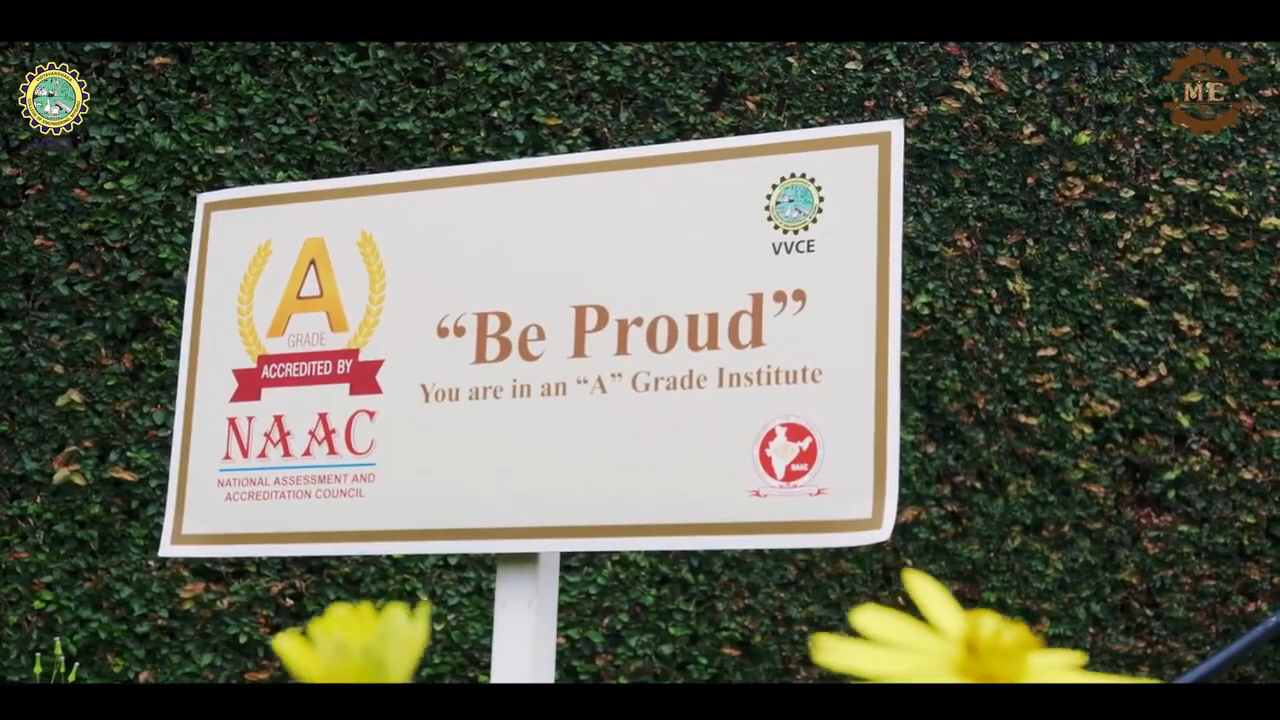 ME
VVCE
A
GRADE
ACCREDITED BY
NAAC
NATIONAL ASSESSMENT AND
ACCREDITATION COUNCIL
“Be Proud”
You are in an “A” Grade Institute
NAAC